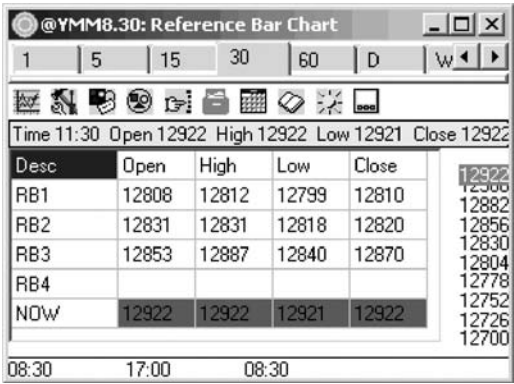 @YMM8.30: Reference Bar Chart
1 5 15 30 60 D W
Time 11:30 Open 12922 High 12922 Low 12921 Close 12922
Desc Open High Low Close
RB1 12808 12812 12799 12810
RB2 12831 12831 12818 12820
RB3 12853 12887 12840 12870
RB4
NOW 12922 12922 12921 12922
12922
12882
12856
12830
12804
12778
12752
12726
12700
08:30 17:00 08:30